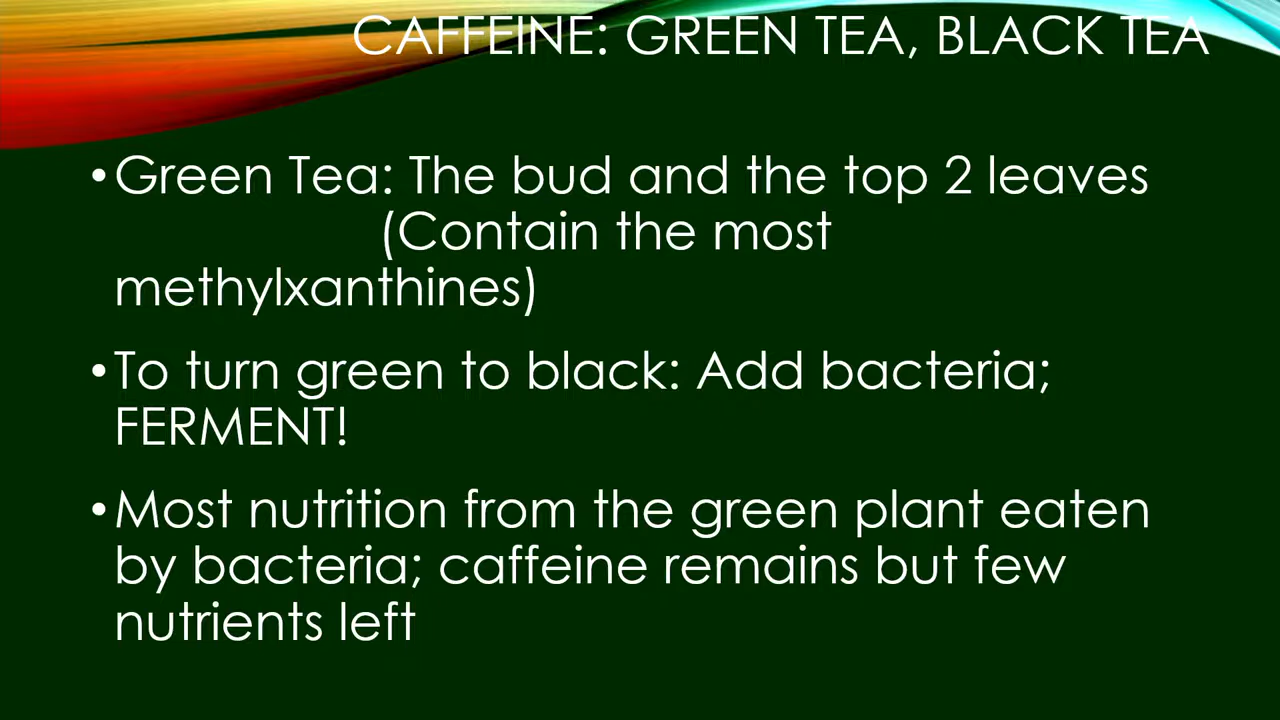 CAFFEINE: GREEN TEA, BLACK TEA
•Green Tea: The bud and the top 2 leaves
(Contain the most
methylxanthines)
•To turn green to black: Add bacteria;
FERMENT!
•Most nutrition from the green plant eaten
by bacteria; caffeine remains but few
nutrients left